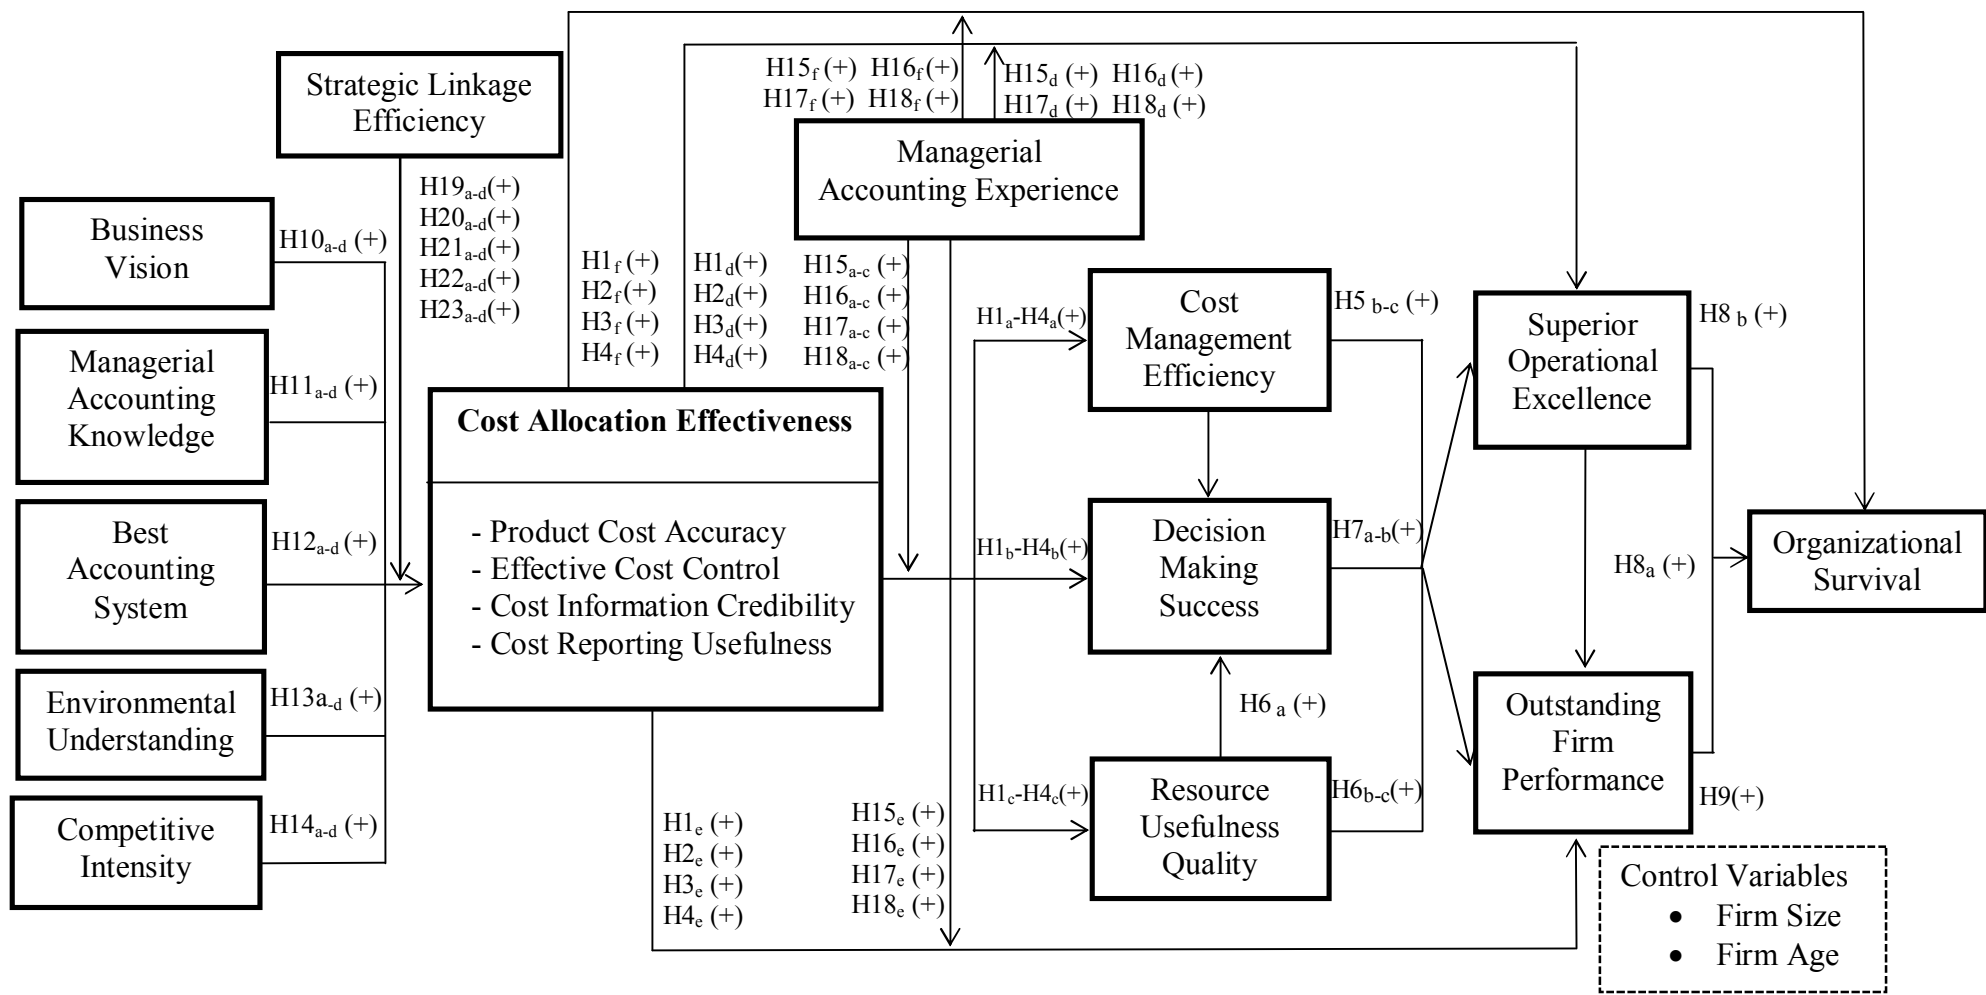 Strategic Linkage
Efficiency
H15f (+) H16f (+)
H17f (+) H18f (+)
H15d (+) H16d (+)
H17d (+) H18d (+)
Managerial
Accounting Experience
H19a-d(+)
H20a-d(+)
H21a-d(+)
H22a-d(+)
H23a-d(+)
Business
Vision
H10a-d (+)
Managerial
Accounting
Knowledge
H11a-d (+)
Best
Accounting
System
H12a-d (+)
Environmental
Understanding
H13a-d (+)
Competitive
Intensity
H14a-d (+)
H1f (+)
H2f (+)
H3f (+)
H4f (+)
H1d(+)
H2d(+)
H3d(+)
H4d(+)
H15a-c (+)
H16a-c (+)
H17a-c (+)
H18a-c (+)
Cost Allocation Effectiveness
- Product Cost Accuracy
- Effective Cost Control
- Cost Information Credibility
- Cost Reporting Usefulness
H1e (+)
H2e (+)
H3e (+)
H4e (+)
H15e (+)
H16e (+)
H17e (+)
H18e (+)
H1a-H4a(+)
Cost
Management
Efficiency
H5 b-c (+)
H1b-H4b(+)
Decision
Making
Success
H7a-b(+)
H6 a (+)
H1c-H4c(+)
Resource
Usefulness
Quality
H6b-c(+)
Superior
Operational
Excellence
H8 b (+)
H8a (+)
Outstanding
Firm
Performance
H9(+)
Organizational
Survival
Control Variables
• Firm Size
• Firm Age